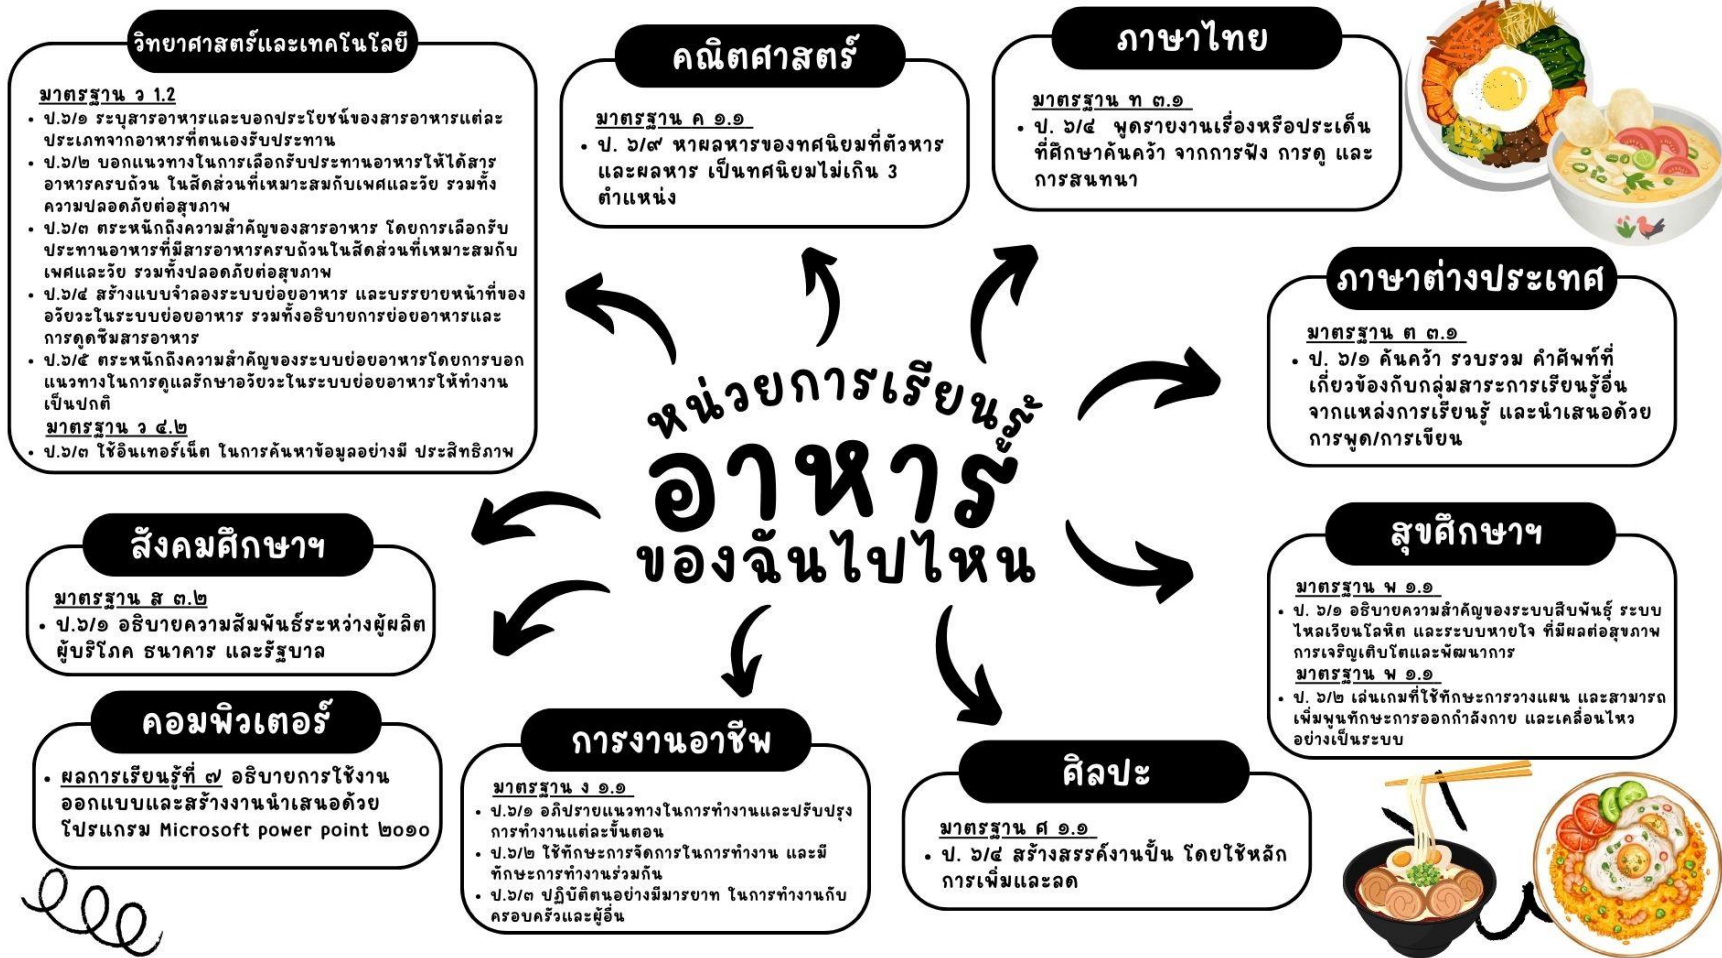 วิทยาศาสตร์และเทคโนโลยี
มาตรฐาน ว 1.2
• ป.๖/๑ ระบุสารอาหารและบอกประโยชน์ของสารอาหารแต่ละ
ประเภทจากอาหารที่ตนเองรับประทาน
• ป.๖/๒ บอกแนวทางในการเลือกรับประทานอาหารให้ได้สาร
อาหารครบถ้วน ในสัดส่วนที่เหมาะสมกับเพศและวัย รวมทั้ง
ความปลอดภัยต่อสุขภาพ
• ป.๖/๓ ตระหนักถึงความสำคัญของสารอาหาร โดยการเลือกรับ
ประทานอาหารที่มีสารอาหารครบถ้วนในสัดส่วนที่เหมาะสมกับ
เพศและวัย รวมทั้งปลอดภัยต่อสุขภาพ
• ป.๖/๔ สร้างแบบจำลองระบบย่อยอาหาร และบรรยายหน้าที่ของ
อวัยวะในระบบย่อยอาหาร รวมทั้งอธิบายการย่อยอาหารและ
การดูดซึมสารอาหาร
• ป.๖/๕ ตระหนักถึงความสำคัญของระบบย่อยอาหารโดยการบอก
แนวทางในการดูแลรักษาอวัยวะในระบบย่อยอาหารให้ทำงาน
เป็นปกติ
มาตรฐาน ว ๔.๒
• ป.๖/๓ ใช้อินเทอร์เน็ต ในการค้นหาข้อมูลอย่างมี ประสิทธิภาพ
คณิตศาสตร์
มาตรฐาน ค ๑.๑
• ป. ๖/๙ หาผลหารของทศนิยมที่ตัวหาร
และผลหาร เป็นทศนิยมไม่เกิน 3
ตำแหน่ง
ภาษาไทย
มาตรฐาน ท ๓.๑
• ป. ๖/๔ พูดรายงานเรื่องหรือประเด็น
ที่ศึกษาค้นคว้า จากการฟัง การดู และ
การสนทนา
ภาษาต่างประเทศ
มาตรฐาน ต ๓.๑
• ป. ๖/๑ ค้นคว้า รวบรวม คำศัพท์ที่
เกี่ยวข้องกับกลุ่มสาระการเรียนรู้อื่น
จากแหล่งการเรียนรู้ และนำเสนอด้วย
การพูด/การเขียน
หน่วยการเรียนรู้
อาหาร
ของฉันไปไหน
สังคมศึกษาฯ
มาตรฐาน ส ๓.๒
• ป.๖/๑ อธิบายความสัมพันธ์ระหว่างผู้ผลิต
ผู้บริโภค ธนาคาร และรัฐบาล
สุขศึกษาฯ
มาตรฐาน พ ๑.๑
• ป. ๖/๑ อธิบายความสำคัญของระบบสืบพันธุ์ ระบบ
ไหลเวียนโลหิต และระบบหายใจ ที่มีผลต่อสุขภาพ
การเจริญเติบโตและพัฒนาการ
มาตรฐาน พ ๑.๑
• ป. ๖/๒ เล่นเกมที่ใช้ทักษะการวางแผน และสามารถ
เพิ่มพูนทักษะการออกกำลังกาย และเคลื่อนไหว
อย่างเป็นระบบ
คอมพิวเตอร์
• ผลการเรียนรู้ที่ ๗ อธิบายการใช้งาน
ออกแบบและสร้างงานนำเสนอด้วย
โปรแกรม Microsoft power point ๒๐๑๐
การงานอาชีพ
มาตรฐาน ง ๑.๑
• ป.๖/๑ อภิปรายแนวทางในการทำงานและปรับปรุง
การทำงานแต่ละขั้นตอน
• ป.๖/๒ ใช้ทักษะการจัดการในการทำงาน และมี
ทักษะการทำงานร่วมกัน
• ป.๖/๓ ปฏิบัติตนอย่างมีมารยาท ในการทำงานกับ
ครอบครัวและผู้อื่น
ศิลปะ
มาตรฐาน ศ ๑.๑
• ป. ๖/๔ สร้างสรรค์งานปั้น โดยใช้หลัก
การเพิ่มและลด